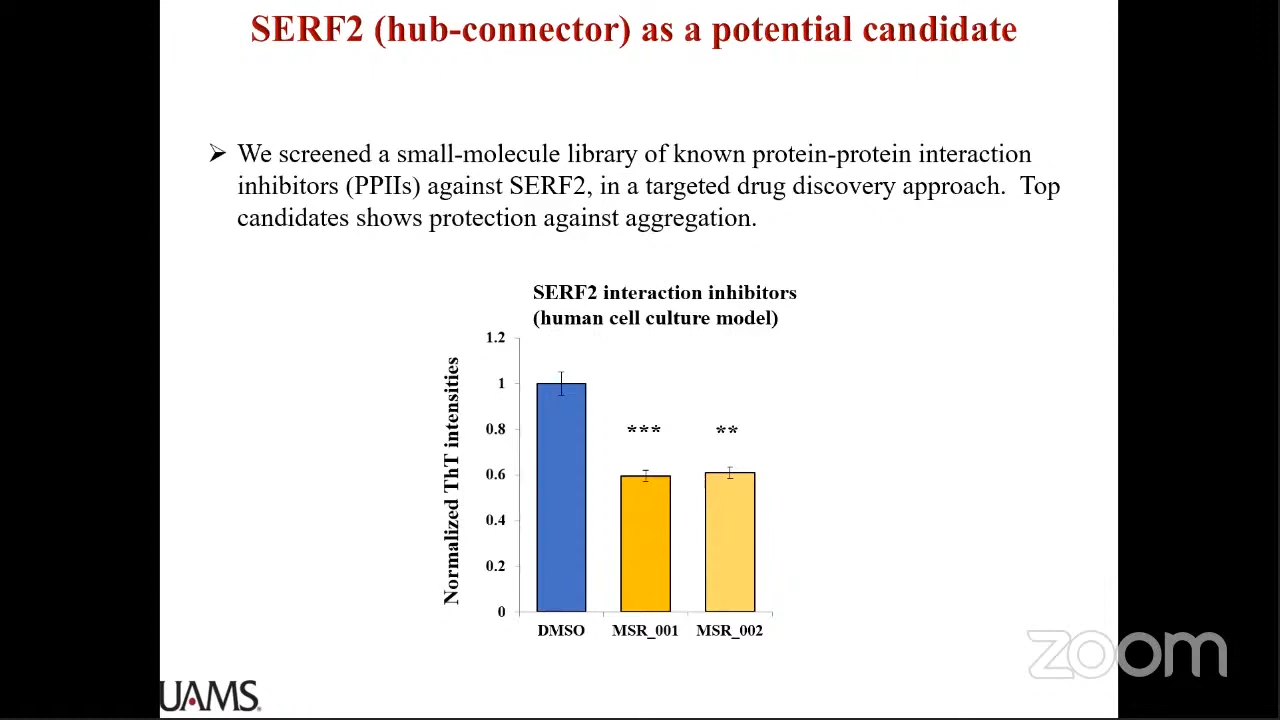 SERF2 (hub-connector) as a potential candidate
➢ We screened a small-molecule library of known protein-protein interaction
inhibitors (PPIIs) against SERF2, in a targeted drug discovery approach.  Top
candidates shows protection against aggregation.
SERF2 interaction inhibitors
(human cell culture model)
Normalized ThT intensities
1.2
1
0.8
0.6
0.4
0.2
0
*** **
DMSO MSR_001 MSR_002
zoom
UAMS